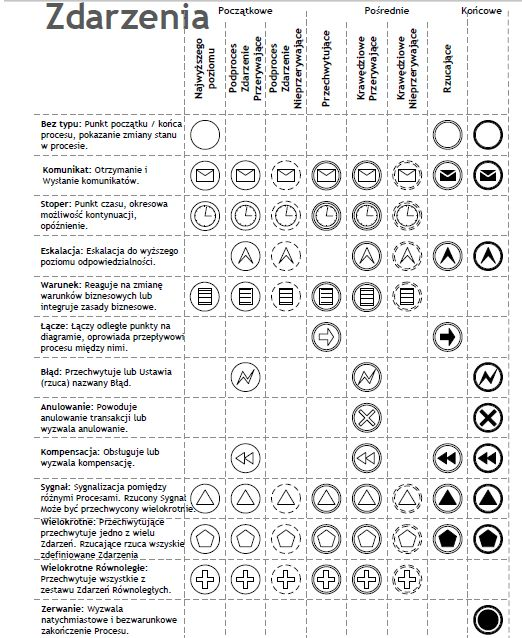 Zdarzenia
Początkowe
Pośrednie
Końcowe
Najwyższego
poziomu
Podproces
Zdarzenie
Przerywające
Podproces
Zdarzenie
Nieprzerywające
Przechwytujące
Krawędziowe
Przerywające
Krawędziowe
Nieprzerywające
Rzucające
Bez typu: Punkt początku / końca
procesu, pokazanie zmiany stanu
w procesie.
Komunikat: Otrzymanie i
Wysłanie komunikatów.
Stoper: Punkt czasu, okresowa
możliwość kontynuacji,
opóźnienie.
Eskalacja: Eskalacja do wyższego
poziomu odpowiedzialności.
Warunek: Reaguje na zmianę
warunków biznesowych lub
integruje zasady biznesowe.
Łącze: Łączy odległe punkty na
diagramie, oprowiada przepływowi
procesu między nimi.
Błąd: Przechwytuje lub Ustawia
(rzuca) nazwany Błąd.
Anulowanie: Powoduje
anulowanie transakcji lub
wyzwala anulowanie.
Kompensacja: Obsługuje lub
wyzwala kompensację.
Sygnał: Sygnalizacja pomiędzy
różnymi Procesami. Rzucony Sygnał
Może być przechwycony wielokrotnie.
Wielokrotne: Przechwytujące
przechwytuje jedno z wielu
Zdarzeń. Rzucające rzuca wszyskie
zdefiniowane Zdarzenia
Wielokrotne Równoległe:
Przechwytuje wszystkie z
zestawu Zdarzeń Równoległych.
Zerwanie: Wyzwala
natychmiastowe i bezwarunkowe
zakończenie Procesu.